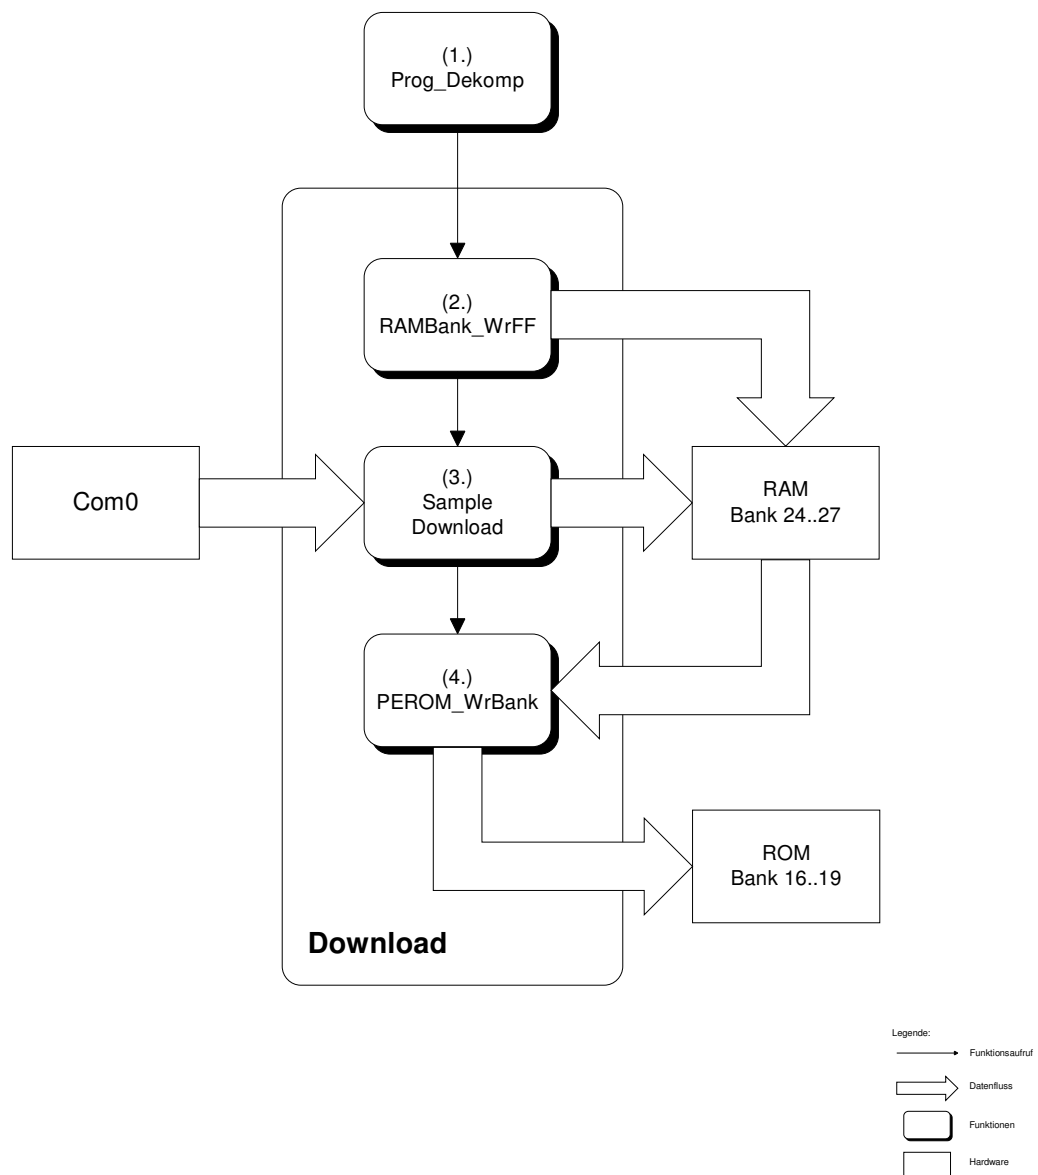 (1.)
Prog_Dekomp
(2.)
RAMBank_WrFF
(3.)
Sample
Download
Com0
RAM
Bank 24..27
(4.)
PEROM_WrBank
ROM
Bank 16..19
Download
Legende:
Funktionsaufruf
Datenfluss
Funktionen
Hardware